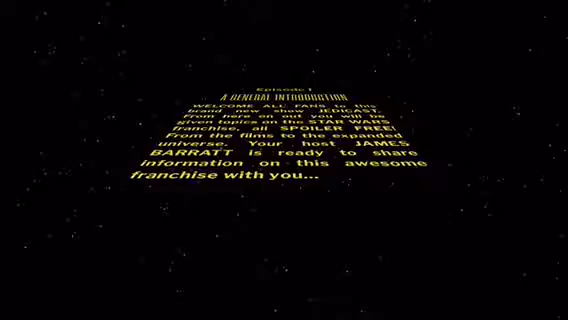 Episode I
A GENERAL INTRODUCTION
WELCOME ALL FANS to this
brand new show JEDICAST.
From here on out you will be
given topics on the STAR WARS
franchise, all SPOILER FREE!
From the films to the expanded
universe. Your host JAMES
BARRATT is ready to share
information on this awesome
franchise with you...